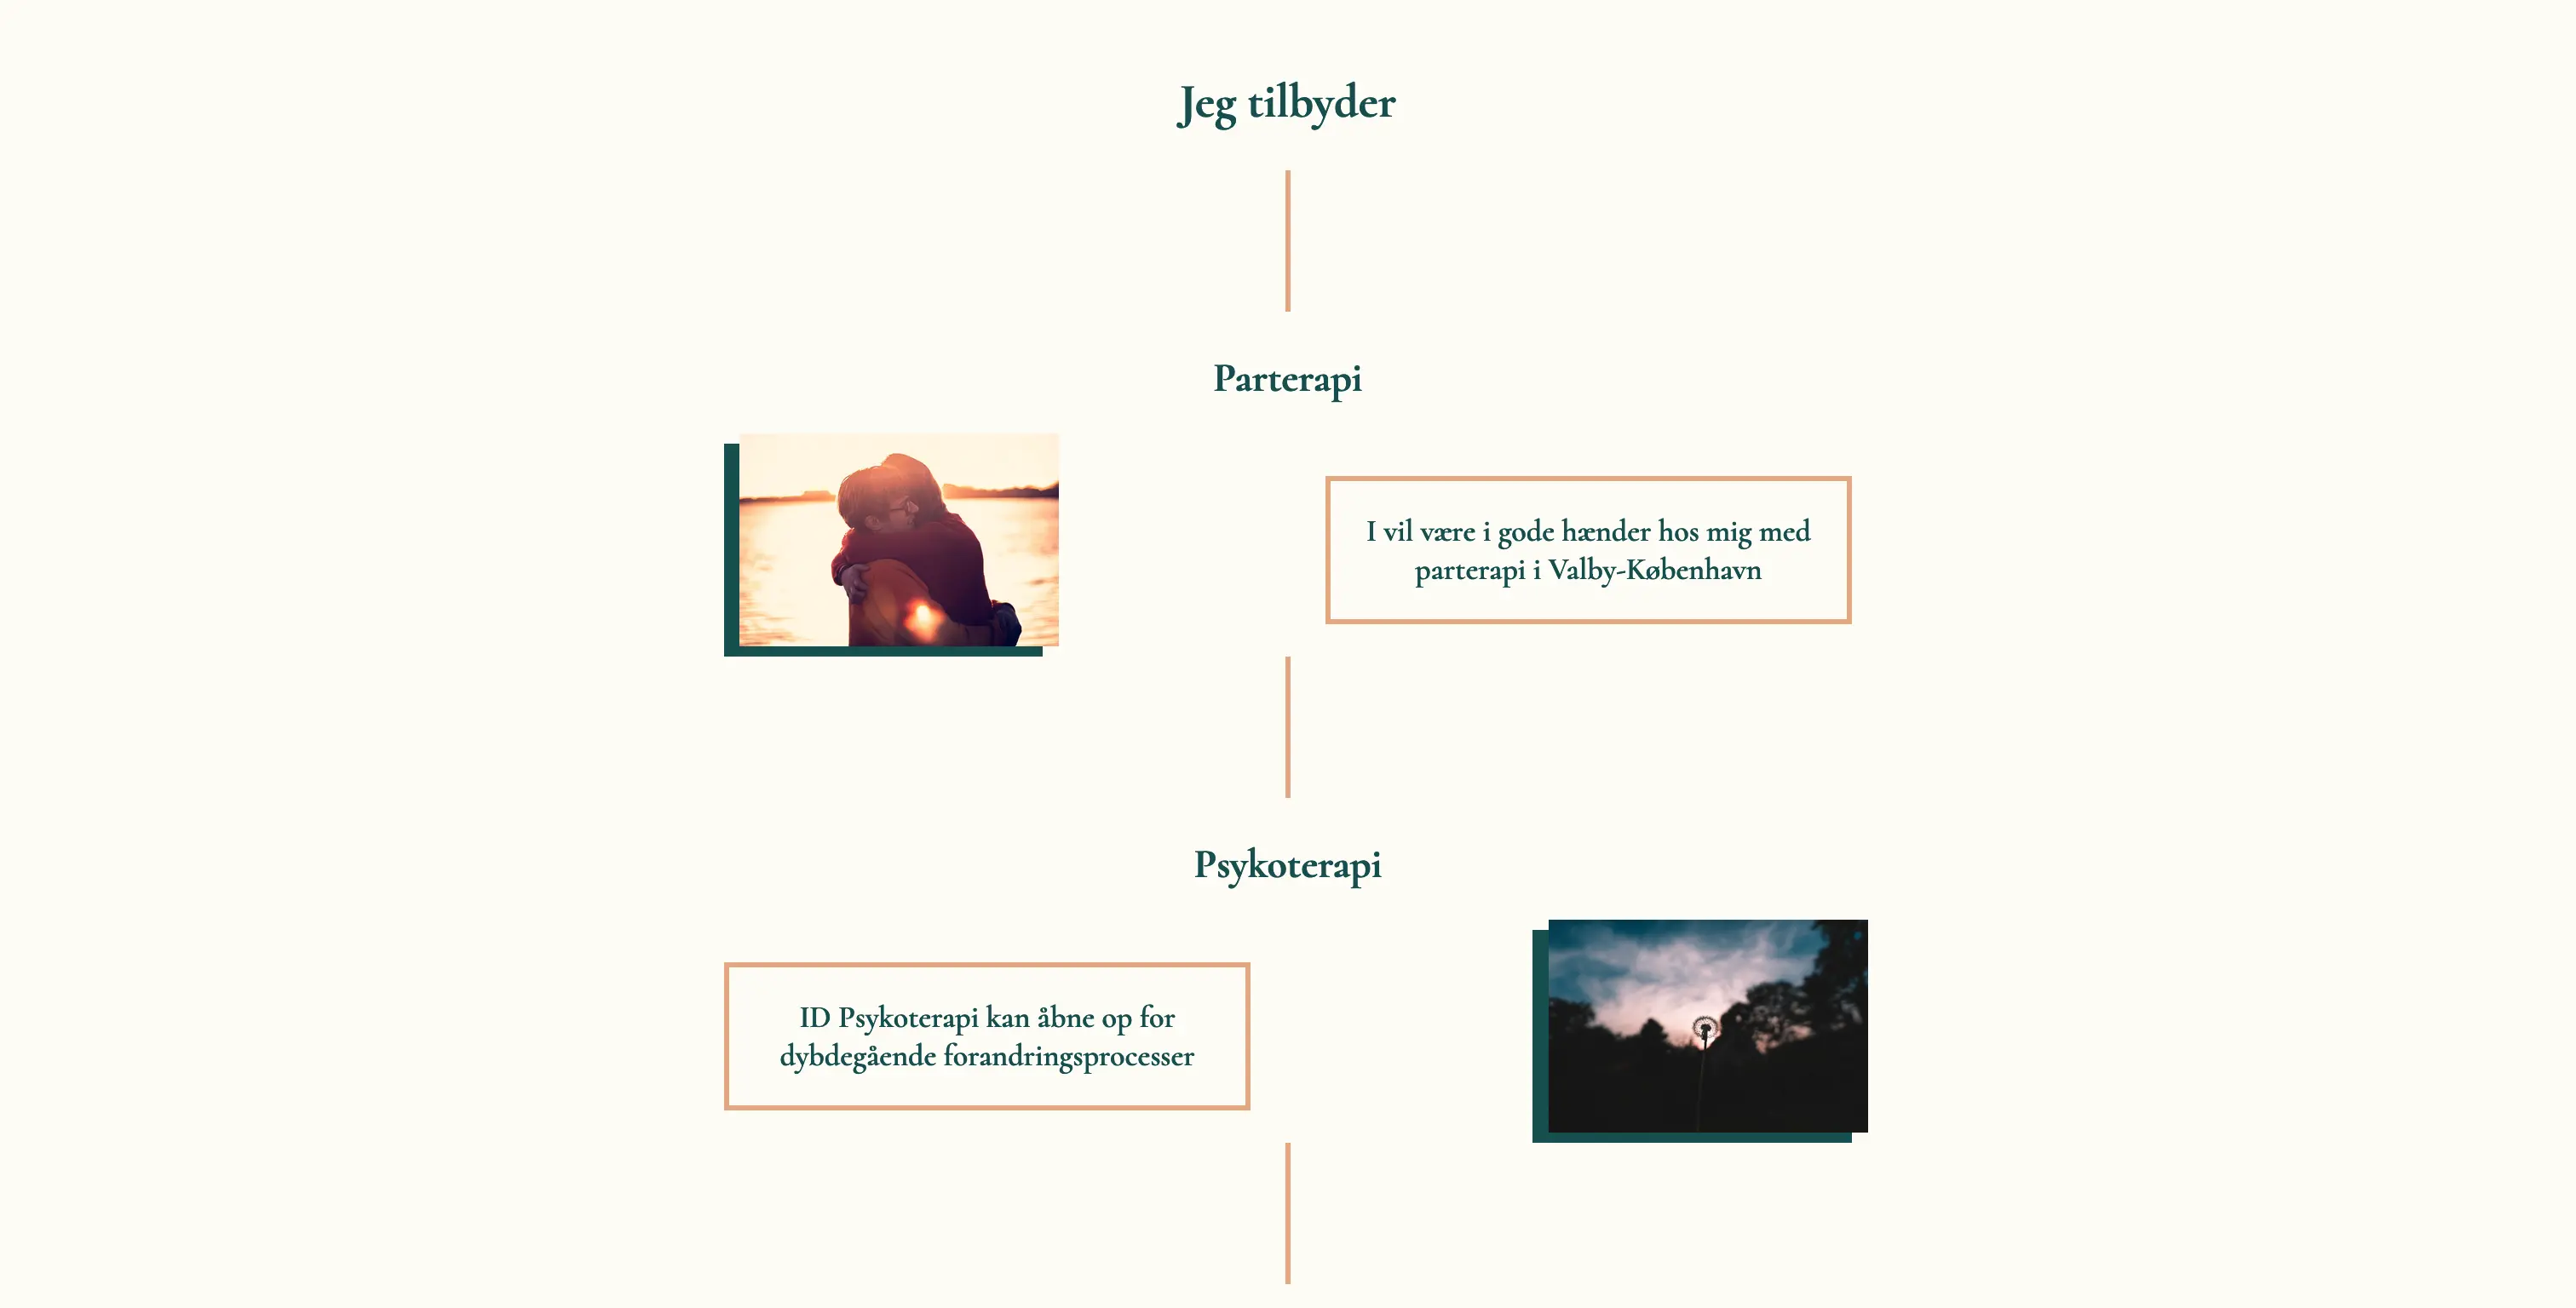 Jeg tilbyder
Parterapi
I vil være i gode hænder hos mig med
parterapi i Valby-København
Psykoterapi
ID Psykoterapi kan åbne op for
dybdegående forandringsprocesser